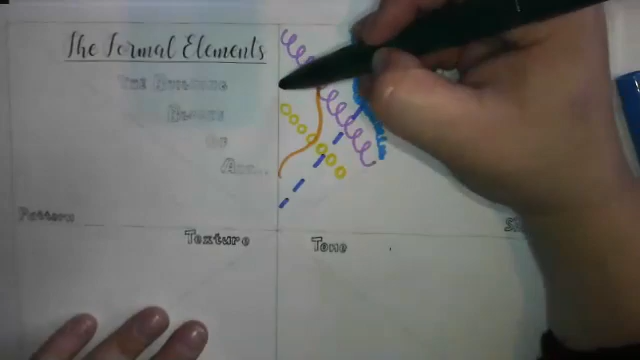 The Formal Elements
The Building
Blocks
of
Art...
Pattern
Texture
Tone